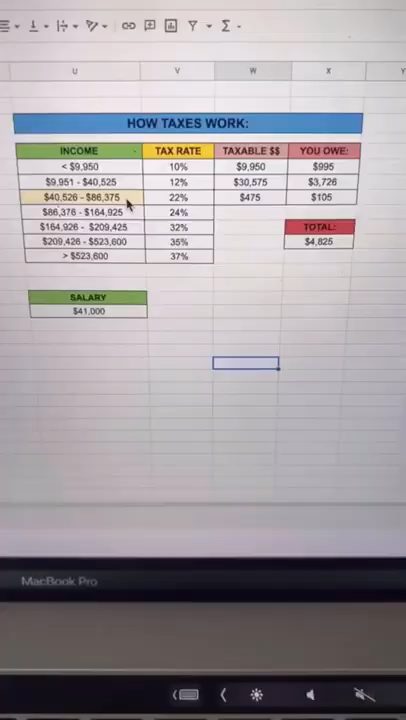 U V W X Y
HOW TAXES WORK:
INCOME TAX RATE TAXABLE $$ YOU OWE:
< $9,950 10% $9,950 $995
$9,951 - $40,525 12% $30,575 $3,726
$40,526 - $86,375 22% $475 $105
$86,376 - $164,925 24%
$164,926 - $209,425 32% TOTAL:
$209,426 - $523,600 35% $4,825
> $523,600 37%
SALARY
$41,000
MacBook Pro